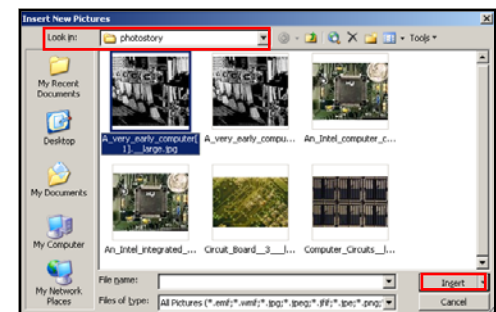 Insert New Pictures
Look in: photostory Tools
My Recent
Documents
Desktop
My Documents
My Computer
My Network
Places
A_very_early_computer[
1]__large.jpg
A_very_early_compu...
An_Intel_computer_c...
An_Intel_integrated_...
Circuit_Board__3___l...
Computer_Circuits__l...
File name:
Insert
Files of type: All Pictures (*.emf;*.wmf;*.jpg;*.jpeg;*.jfif;*.jpe;*.png;
Cancel